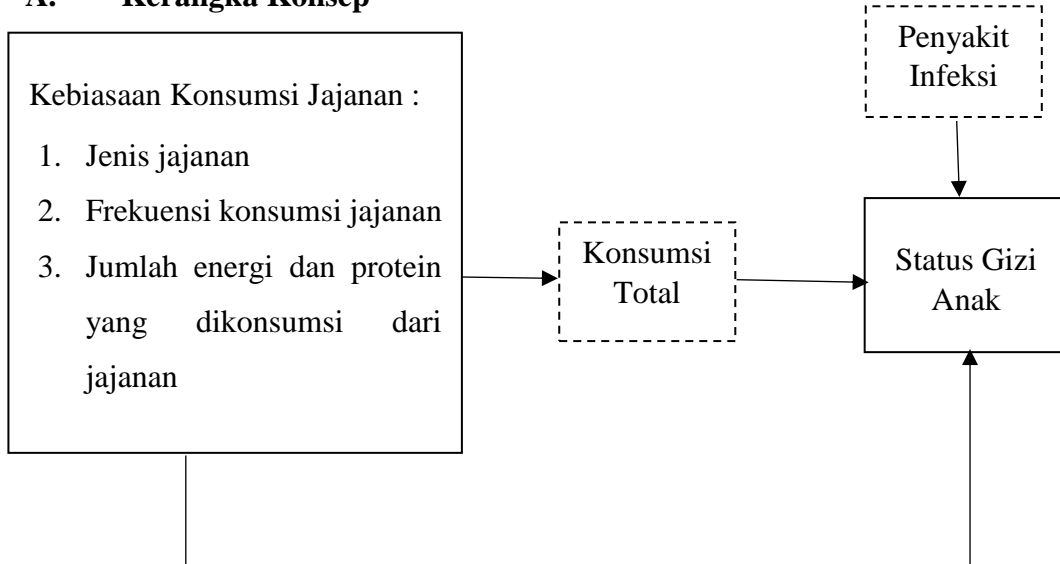 A. Kerangka Konsep
Kebiasaan Konsumsi Jajanan :
1. Jenis jajanan
2. Frekuensi konsumsi jajanan
3. Jumlah energi dan protein
yang dikonsumsi dari
jajanan
Konsumsi
Total
Penyakit
Infeksi
Status Gizi
Anak